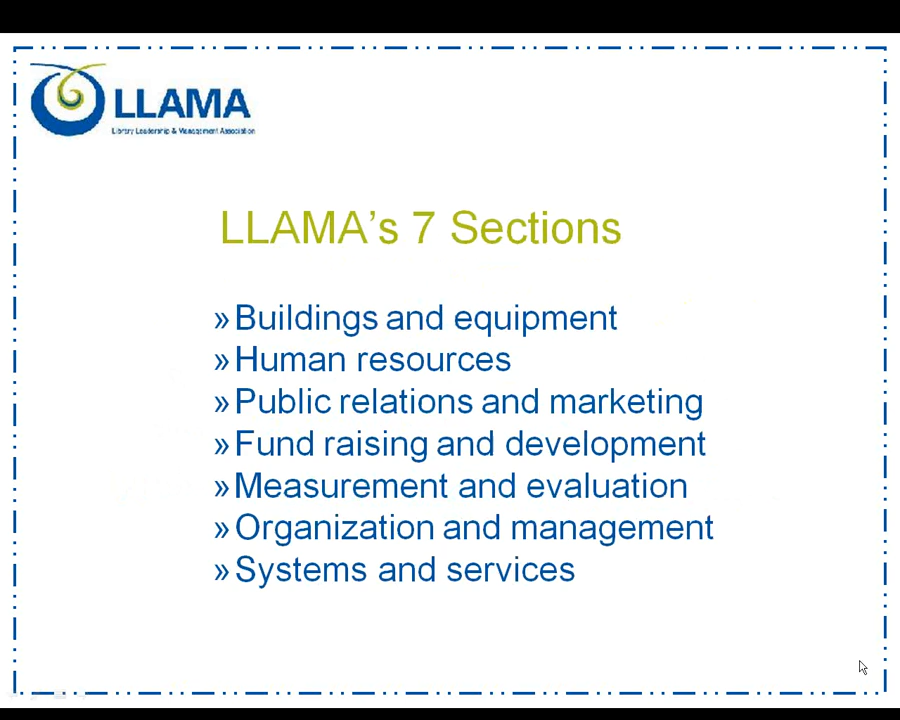 LLAMA
Library Leadership & Management Association
LLAMA’s 7 Sections
»Buildings and equipment
»Human resources
»Public relations and marketing
»Fund raising and development
»Measurement and evaluation
»Organization and management
»Systems and services